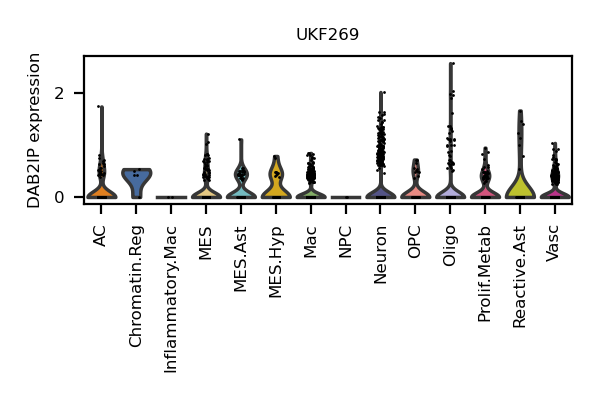 UKF269
DAB2IP expression
2
0
AC
Chromatin.Reg
Inflammatory.Mac
MES
MES.Ast
MES.Hyp
Mac
NPC
Neuron
OPC
Oligo
Prolif.Metab
Reactive.Ast
Vasc